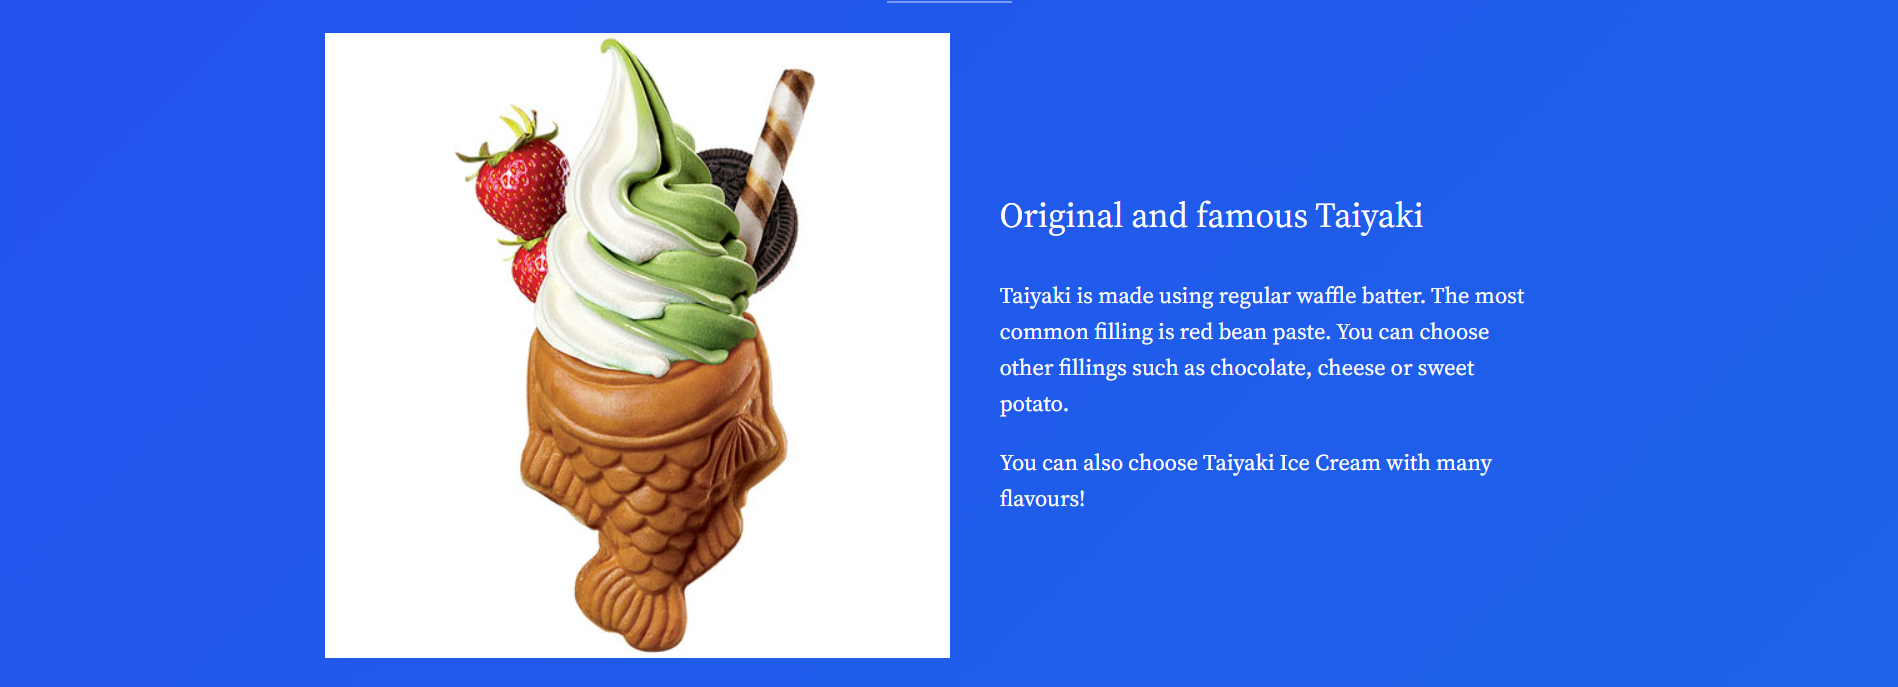 Original and famous Taiyaki
Taiyaki is made using regular waffle batter. The most
common filling is red bean paste. You can choose
other fillings such as chocolate, cheese or sweet
potato.
You can also choose Taiyaki Ice Cream with many
flavours!